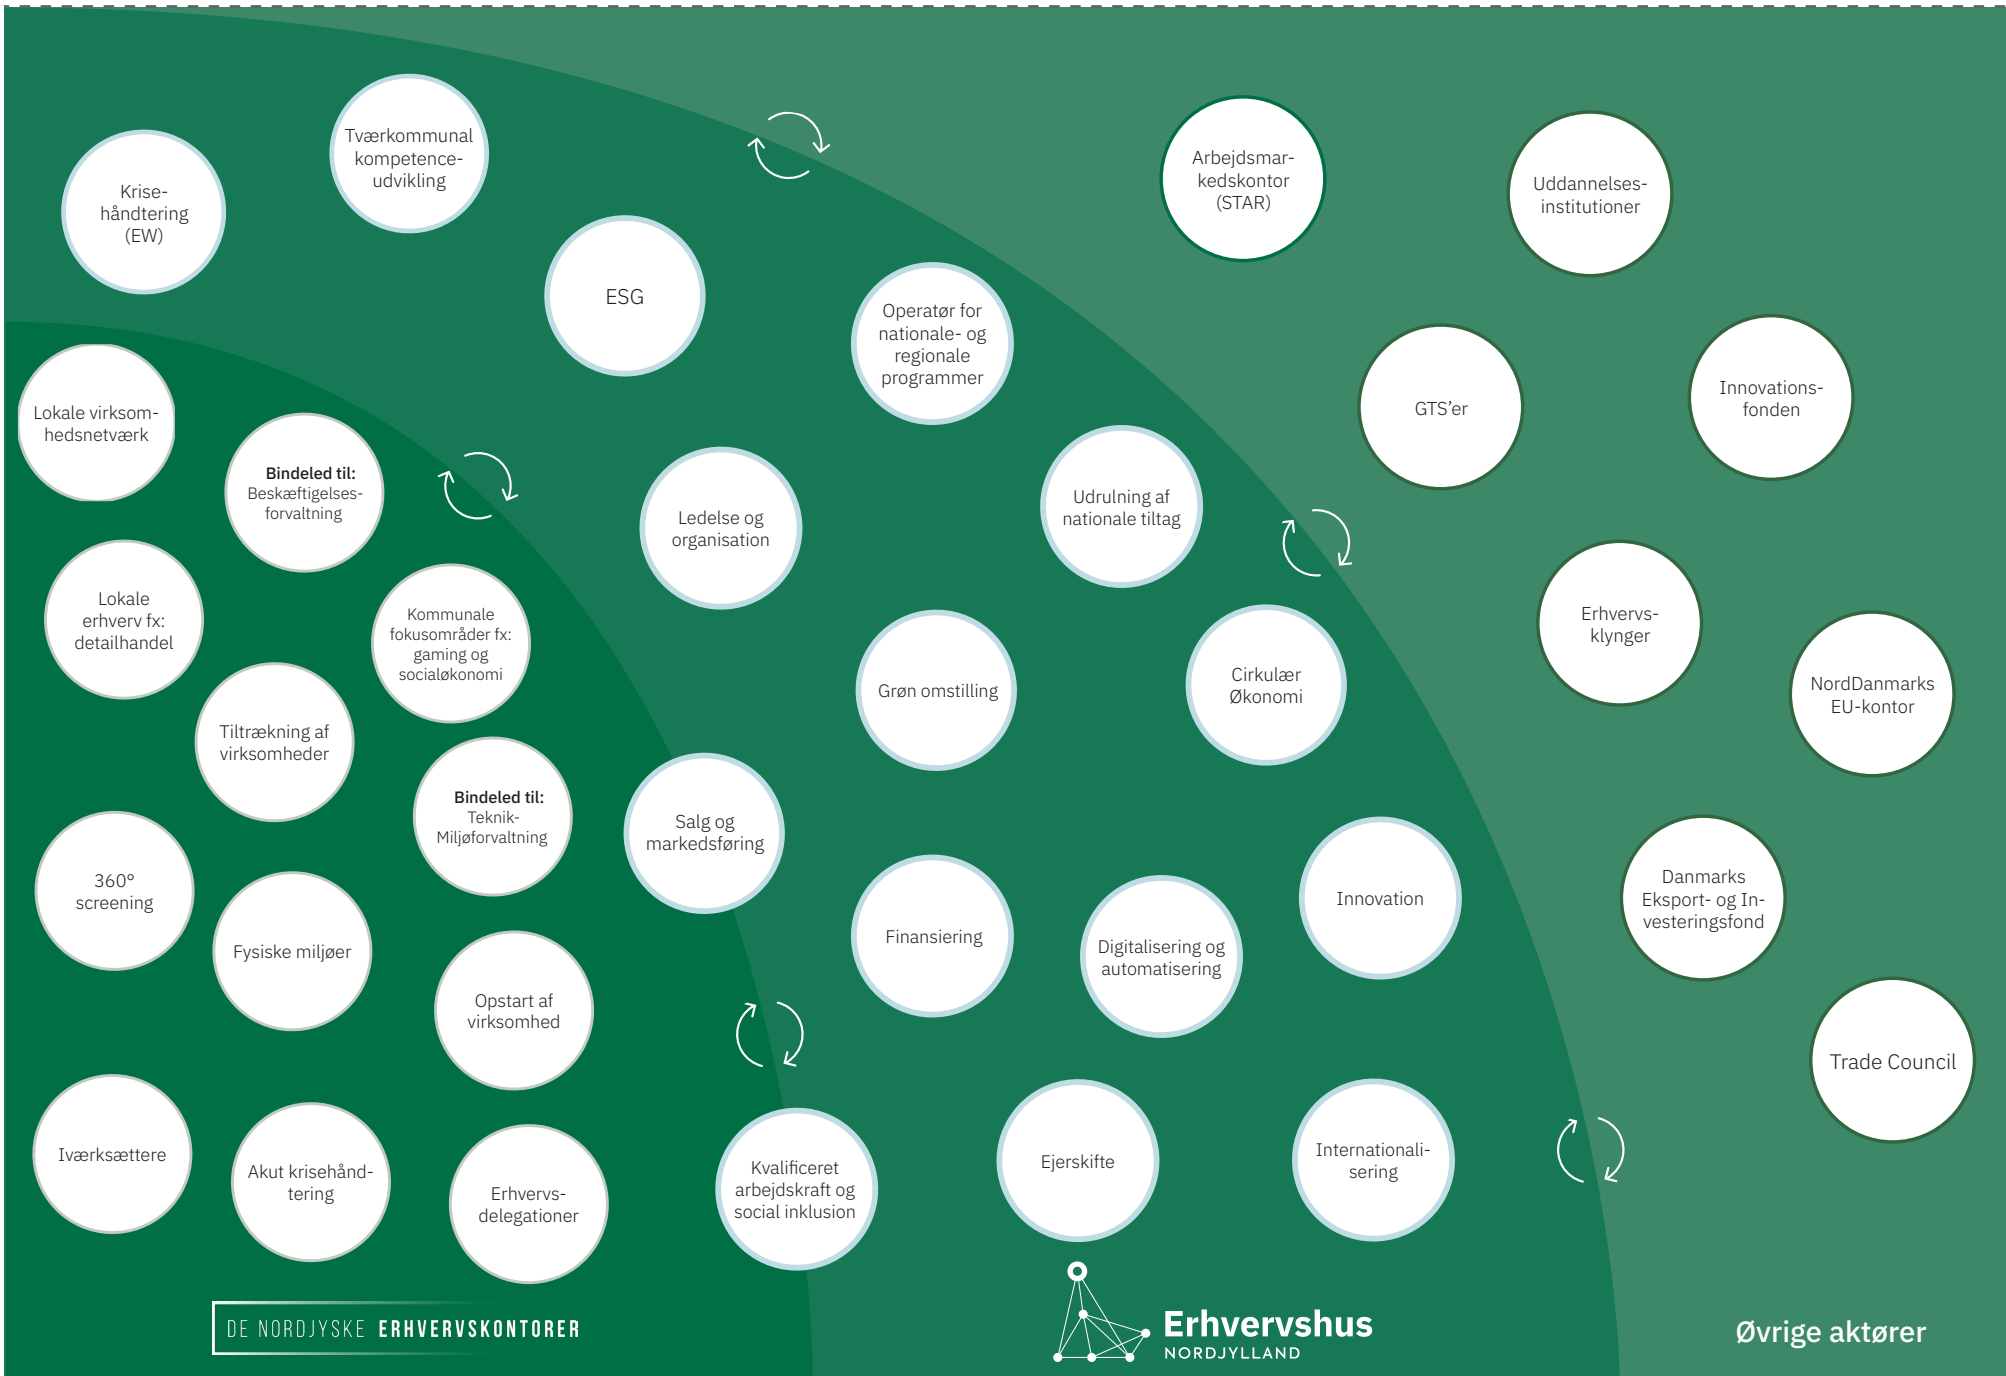 Krise-
håndtering
(EW)
Tværkommunal
kompetence-
udvikling
ESG
Operatør for
nationale- og
regionale
programmer
Arbejdsmar-
kedskontor
(STAR)
Uddannelses-
institutioner
GTS'er
Innovations-
fonden
Lokale virksom-
hedsnetværk
Bindeled til:
Beskæftigelses-
forvaltning
Ledelse og
organisation
Udrulning af
nationale tiltag
Lokale
erhverv fx:
detailhandel
Kommunale
fokusområder fx:
gaming og
socialøkonomi
Grøn omstilling
Cirkulær
Økonomi
Erhvervs-
klynger
NordDanmarks
EU-kontor
Tiltrækning af
virksomheder
Bindeled til:
Teknik-
Miljøforvaltning
Salg og
markedsføring
360°
screening
Fysiske miljøer
Finansiering
Digitalisering og
automatisering
Innovation
Danmarks
Eksport- og In-
vesteringsfond
Opstart af
virksomhed
Trade Council
Iværksættere
Akut krisehånd-
tering
Erhvervs-
delegationer
Kvalificeret
arbejdskraft og
social inklusion
Ejerskifte
Internationali-
sering
DE NORDJYSKE ERHVERVSKONTORER
Erhvervshus
NORDJYLLAND
Øvrige aktører